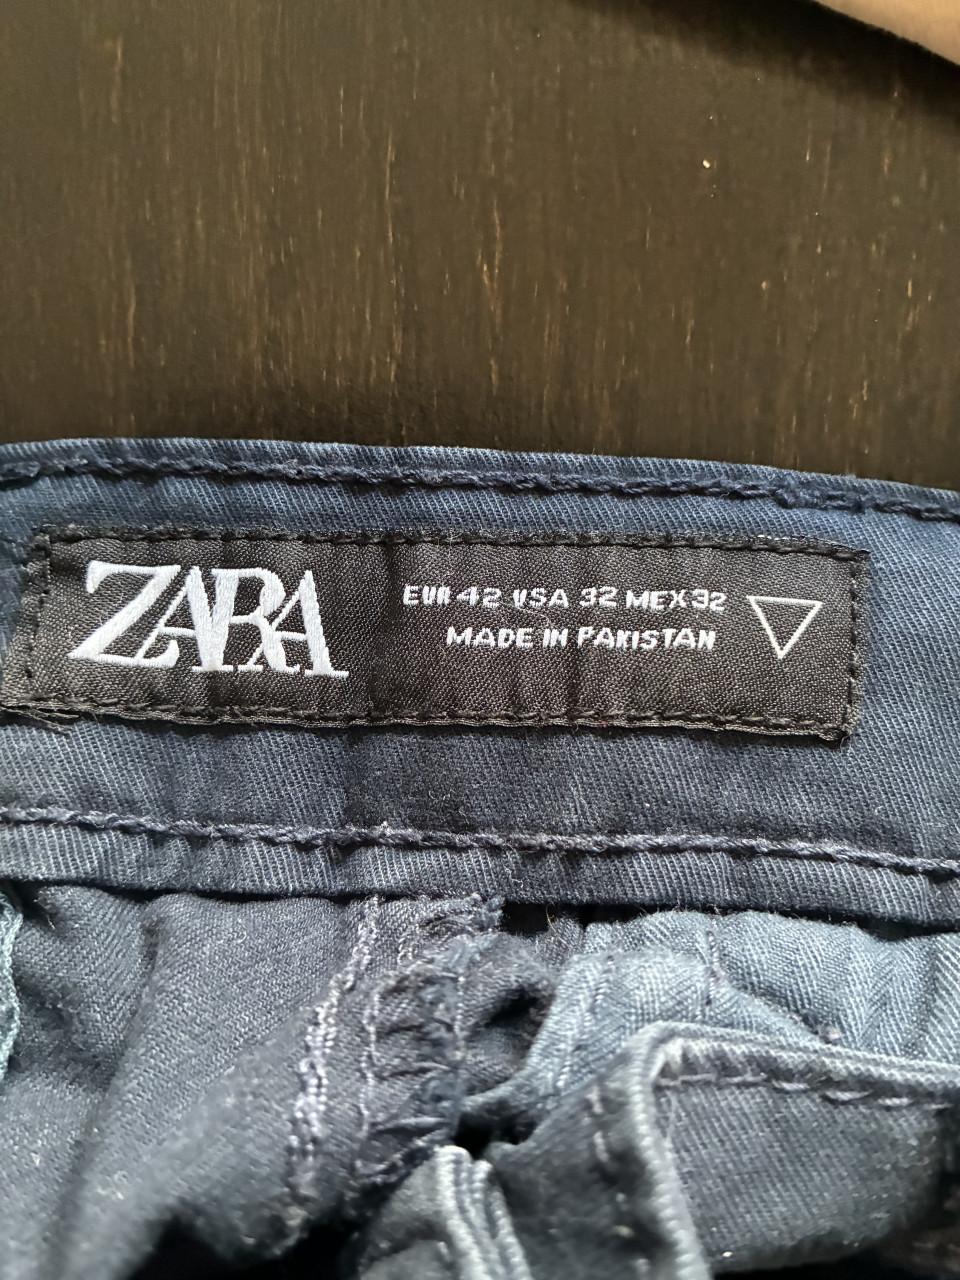 ZARA
EUR 42 USA 32 MEX 32
MADE IN PAKISTAN